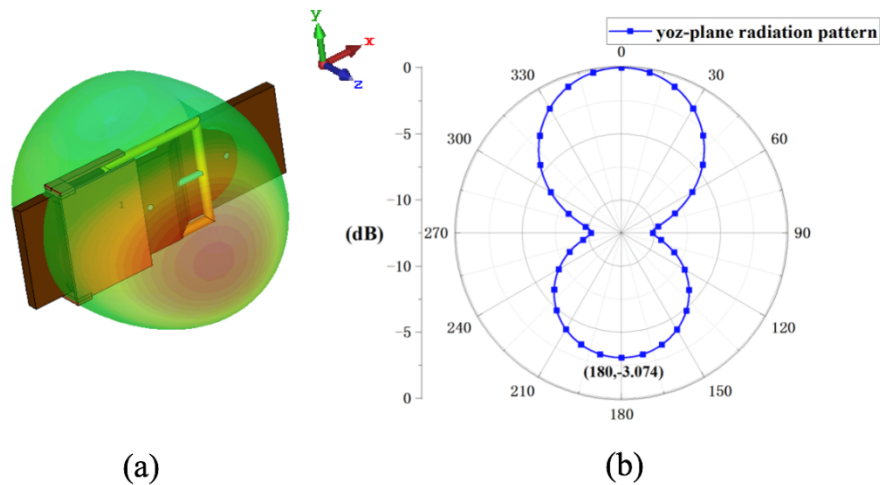 y
x
z
1
yoz-plane radiation pattern
0
330
30
300
60
(dB)
270
90
240
120
210
150
180
0
−5
−10
−10
−5
0
(180,-3.074)
(a)
(b)